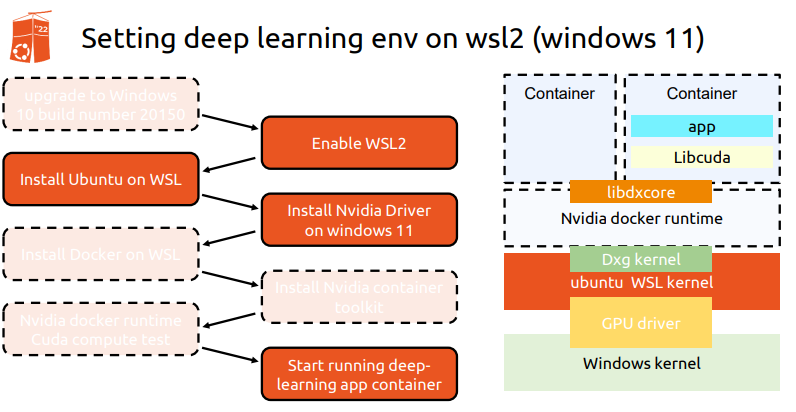 "22
Setting deep learning env on wsl2 (windows 11)
upgrade to Windows
10 build number 20150
Enable WSL2
Install Ubuntu on WSL
Install Nvidia Driver
on windows 11
Install Docker on WSL
Install Nvidia container
toolkit
Nvidia docker runtime
Cuda compute test
Start running deep-
learning app container
Container
Container
app
Libcuda
libdxcore
Nvidia docker runtime
Dxg kernel
ubuntu WSL kernel
GPU driver
Windows kernel